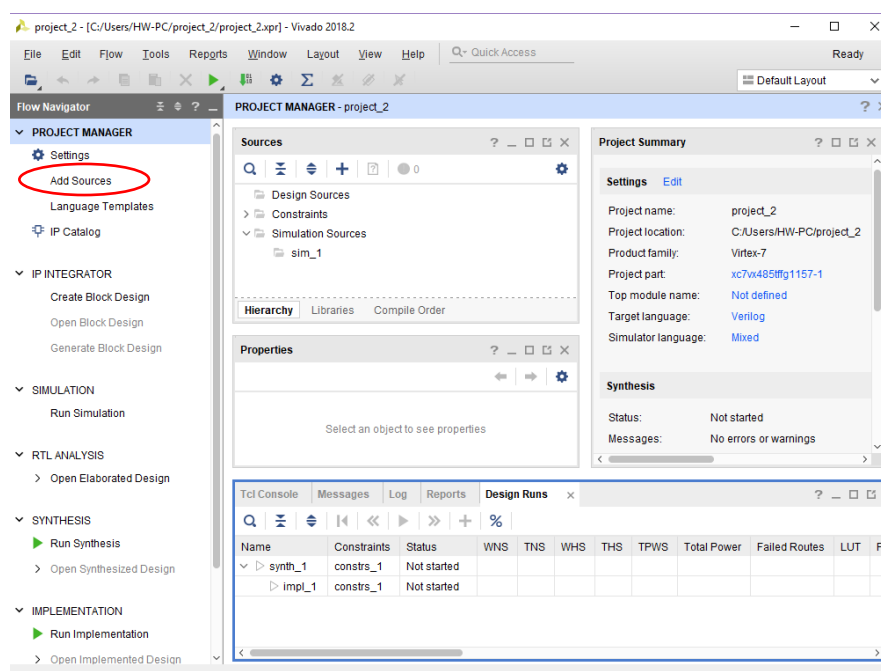 project_2 - [C:/Users/HW-PC/project_2/project_2.xpr] - Vivado 2018.2
File Edit Flow Tools Reports Window Layout View Help Quick Access Ready
Default Layout
Flow Navigator
PROJECT MANAGER
Settings
Add Sources
Language Templates
IP Catalog
IP INTEGRATOR
Create Block Design
Open Block Design
Generate Block Design
SIMULATION
Run Simulation
RTL ANALYSIS
Open Elaborated Design
SYNTHESIS
Run Synthesis
Open Synthesized Design
IMPLEMENTATION
Run Implementation
Open Implemented Design
PROJECT MANAGER - project_2
Sources
0
Design Sources
Constraints
Simulation Sources
sim_1
Hierarchy Libraries Compile Order
Properties
Select an object to see properties
Project Summary
Settings Edit
Project name: project_2
Project location: C:/Users/HW-PC/project_2
Product family: Virtex-7
Project part: xc7vx485tffg1157-1
Top module name: Not defined
Target language: Verilog
Simulator language: Mixed
Synthesis
Status: Not started
Messages: No errors or warnings
Tcl Console Messages Log Reports Design Runs
Name Constraints Status WNS TNS WHS THS TPWS Total Power Failed Routes LUT F
synth_1 constrs_1 Not started
impl_1 constrs_1 Not started